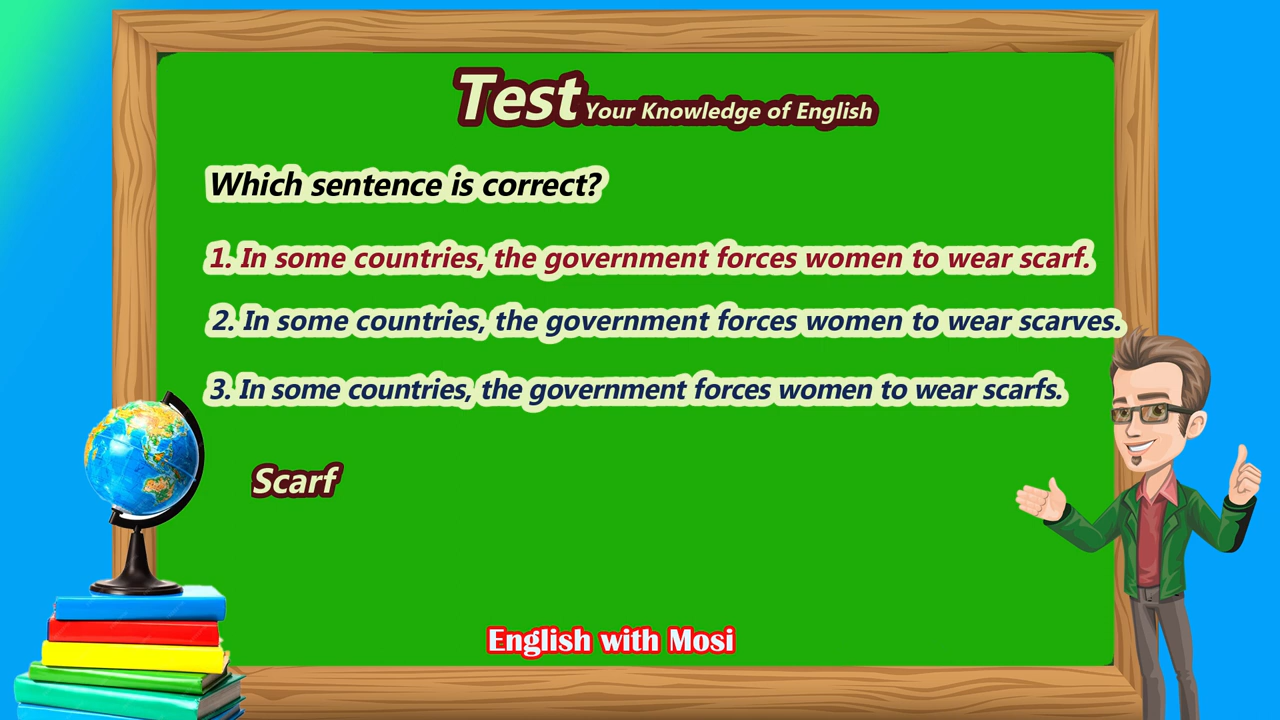 Test Your Knowledge of English
Which sentence is correct?
1. In some countries, the government forces women to wear scarf.
2. In some countries, the government forces women to wear scarves.
3. In some countries, the government forces women to wear scarfs.
Scarf
English with Mosi